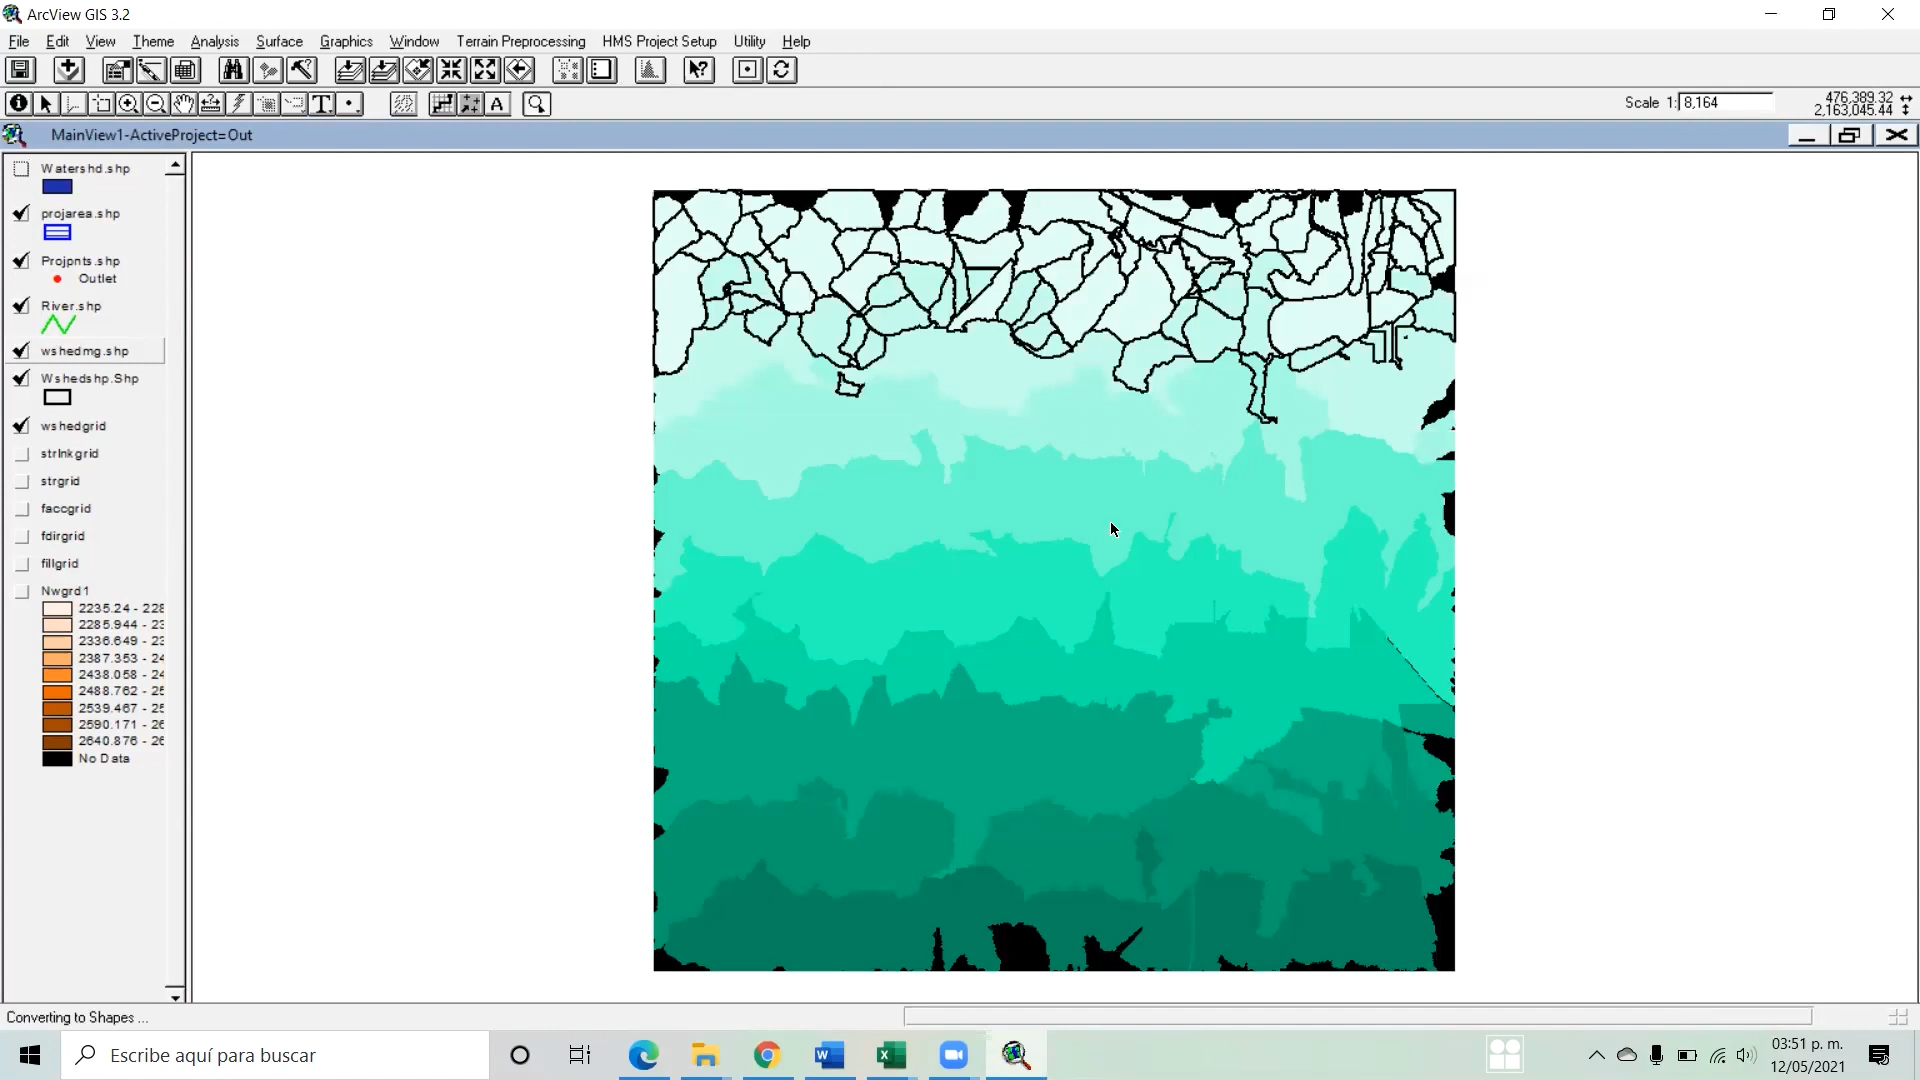 ArcView GIS 3.2
File Edit View Theme Analysis Surface Graphics Window Terrain Preprocessing HMS Project Setup Utility Help
Scale 1: 8,164
476,389.32
2,163,045.44
MainView1-ActiveProject=Out
Watershd.shp
projarea.shp
Projpnts.shp
Outlet
River.shp
wshedmg.shp
Wshedshp.Shp
wshedgrid
strlnkgrid
strgrid
faccgrid
fdirgrid
fillgrid
Nwgrd1
2235.24 - 228
2285.944 - 23
2336.649 - 23
2387.353 - 24
2438.058 - 24
2488.762 - 25
2539.467 - 25
2590.171 - 26
2640.876 - 26
No Data
Converting to Shapes ...
Escribe aquí para buscar
03:51 p. m.
12/05/2021